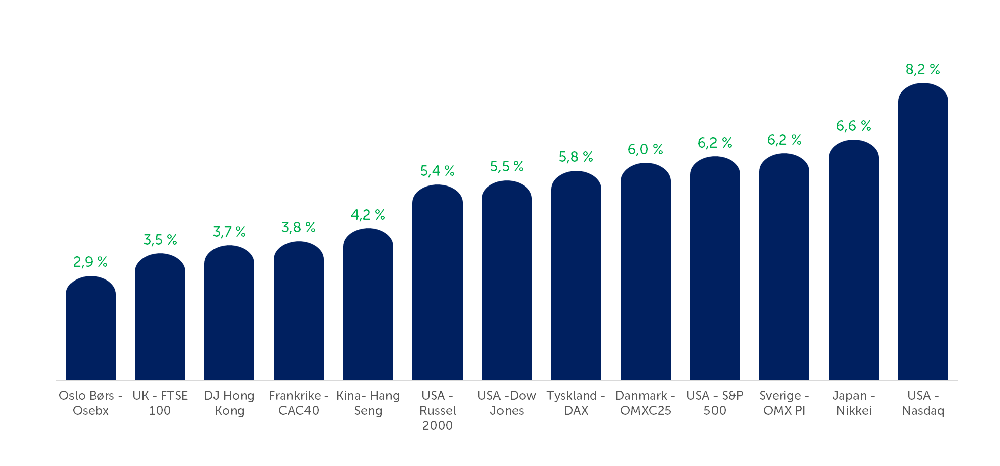 8,2 %
6,6 %
6,2 %
6,2 %
6,0 %
5,8 %
5,5 %
5,4 %
4,2 %
3,8 %
3,7 %
3,5 %
2,9 %
Oslo Børs -
Osebx
UK - FTSE
100
DJ Hong
Kong
Frankrike -
CAC40
Kina- Hang
Seng
USA -
Russel
2000
USA -Dow
Jones
Tyskland -
DAX
Danmark -
OMXC25
USA - S&P
500
Sverige -
OMX PI
Japan -
Nikkei
USA -
Nasdaq